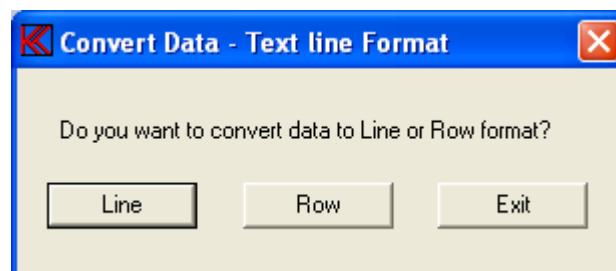 Convert Data - Text line Format
Do you want to convert data to Line or Row format?
Line Row Exit